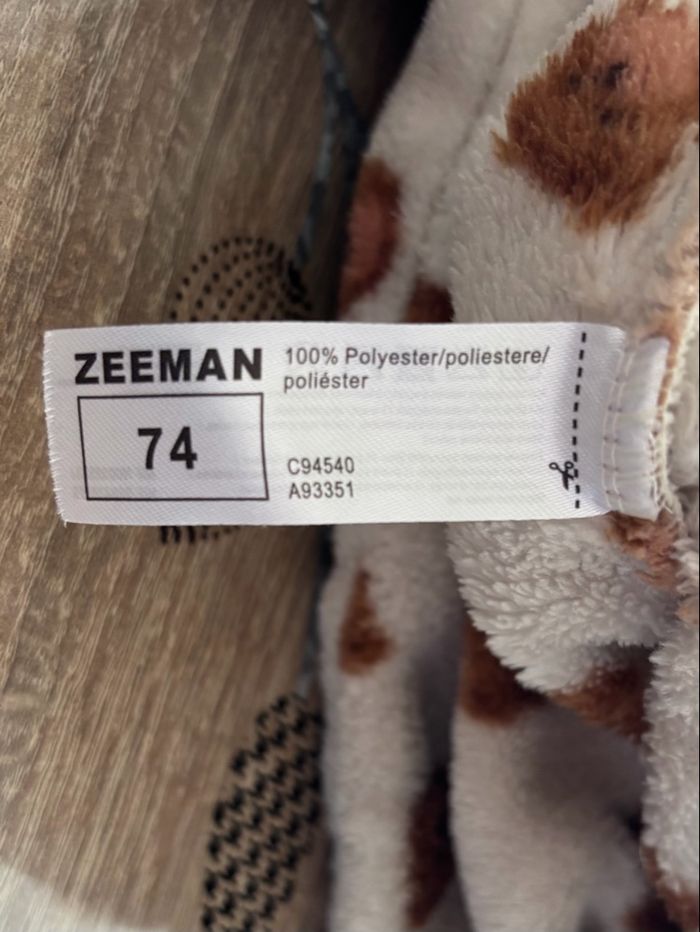 ZEEMAN
74
100% Polyester/poliestere/
poliéster
C94540
A93351